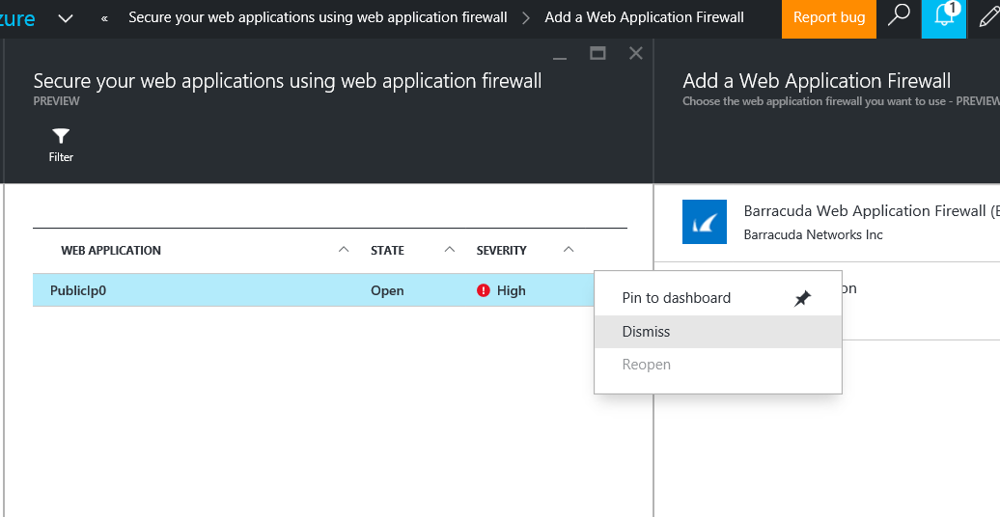 zure « Secure your web applications using web application firewall > Add a Web Application Firewall Report bug 1
Secure your web applications using web application firewall
PREVIEW
Filter
WEB APPLICATION STATE SEVERITY
PublicIp0 Open High
Pin to dashboard
Dismiss
Reopen
Add a Web Application Firewall
Choose the web application firewall you want to use - PREVIEW
Barracuda Web Application Firewall (
Barracuda Networks Inc
on